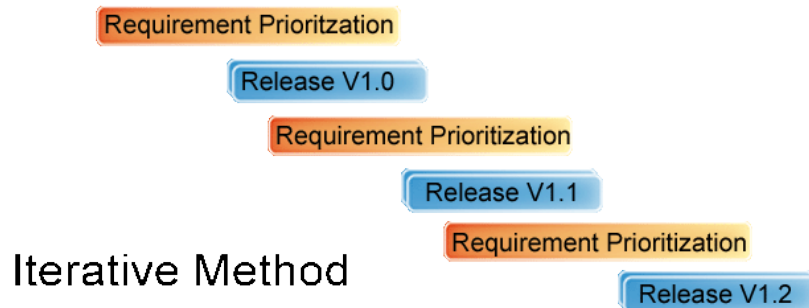 Requirement Prioritzation
Release V1.0
Requirement Prioritization
Release V1.1
Requirement Prioritization
Iterative Method
Release V1.2